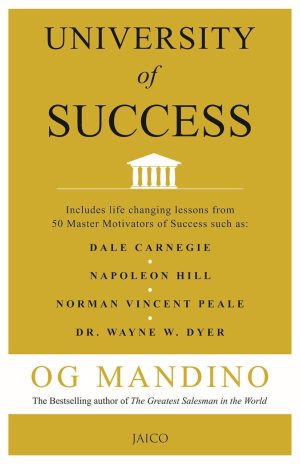 UNIVERSITY
of
SUCCESS
Includes life changing lessons from
50 Master Motivators of Success such as:
DALE CARNEGIE
NAPOLEON HILL
NORMAN VINCENT PEALE
DR. WAYNE W. DYER
OG MANDINO
The Bestselling author of The Greatest Salesman in the World
JAICO